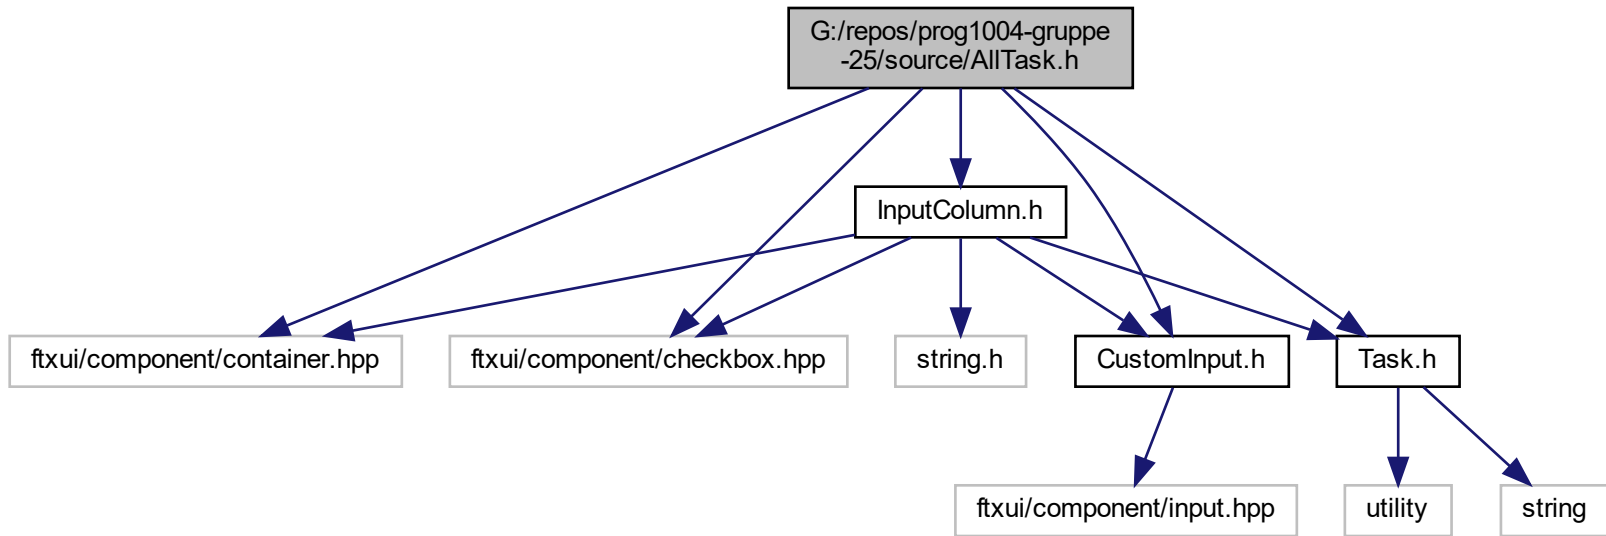 G:/repos/prog1004-gruppe
-25/source/AllTask.h
InputColumn.h
ftxui/component/container.hpp
ftxui/component/checkbox.hpp
string.h
CustomInput.h
Task.h
ftxui/component/input.hpp
utility
string